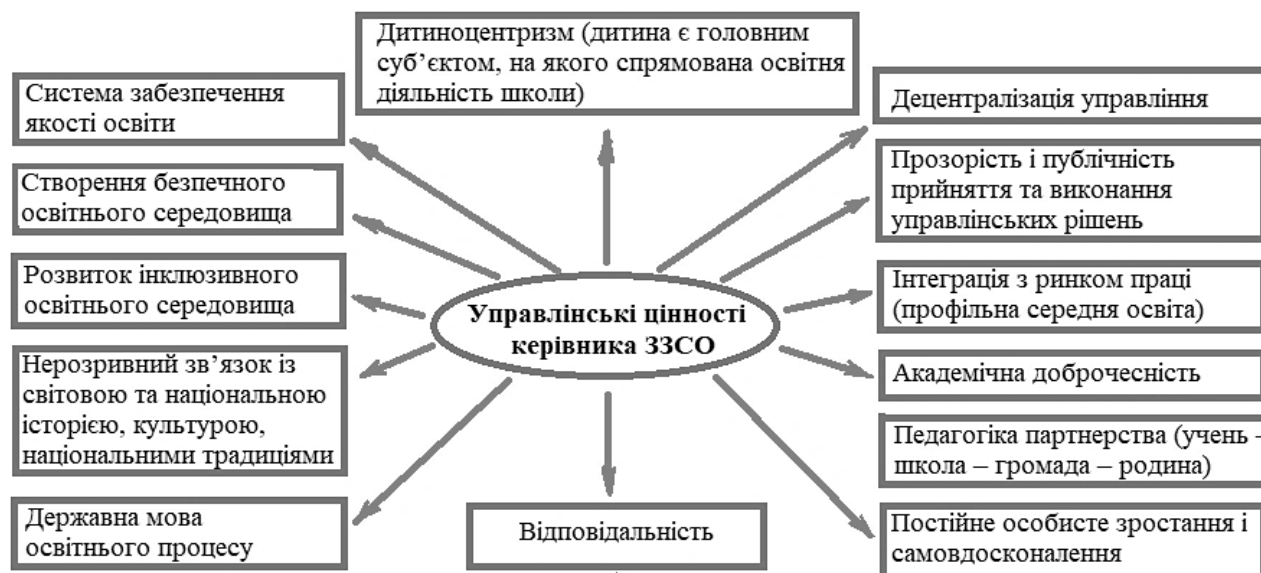 Дитиноцентризм (дитина є головним
суб’єктом, на якого спрямована освітня
діяльність школи)
Система забезпечення
якості освіти
Створення безпечного
освітнього середовища
Розвиток інклюзивного
освітнього середовища
Нерозривний зв’язок із
світовою та національною
історією, культурою,
національними традиціями
Державна мова
освітнього процесу
Управлінські цінності
керівника ЗЗСО
Відповідальність
Децентралізація управління
Прозорість і публічність
прийняття та виконання
управлінських рішень
Інтеграція з ринком праці
(профільна середня освіта)
Академічна доброчесність
Педагогіка партнерства (учень –
школа – громада – родина)
Постійне особисте зростання і
самовдосконалення